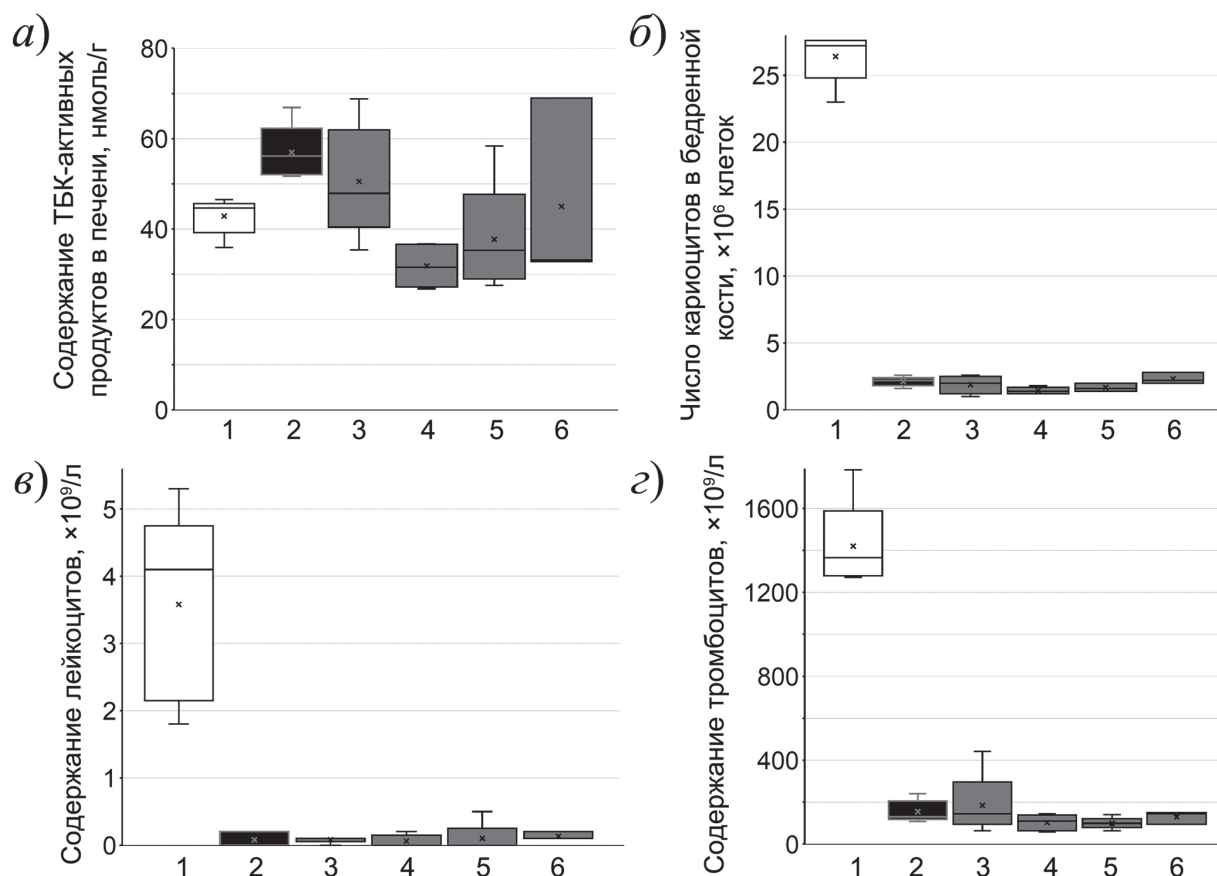 а)
Содержание ТБК-активных
продуктов в печени, нмоль/г
80
60
40
20
0
1 2 3 4 5 6
б)
Число кариоцитов в бедренной
кости, ×10⁶ клеток
25
20
15
10
5
0
1 2 3 4 5 6
в)
Содержание лейкоцитов, ×10⁹/л
5
4
3
2
1
0
1 2 3 4 5 6
г)
Содержание тромбоцитов, ×10⁹/л
1600
1200
800
400
0
1 2 3 4 5 6